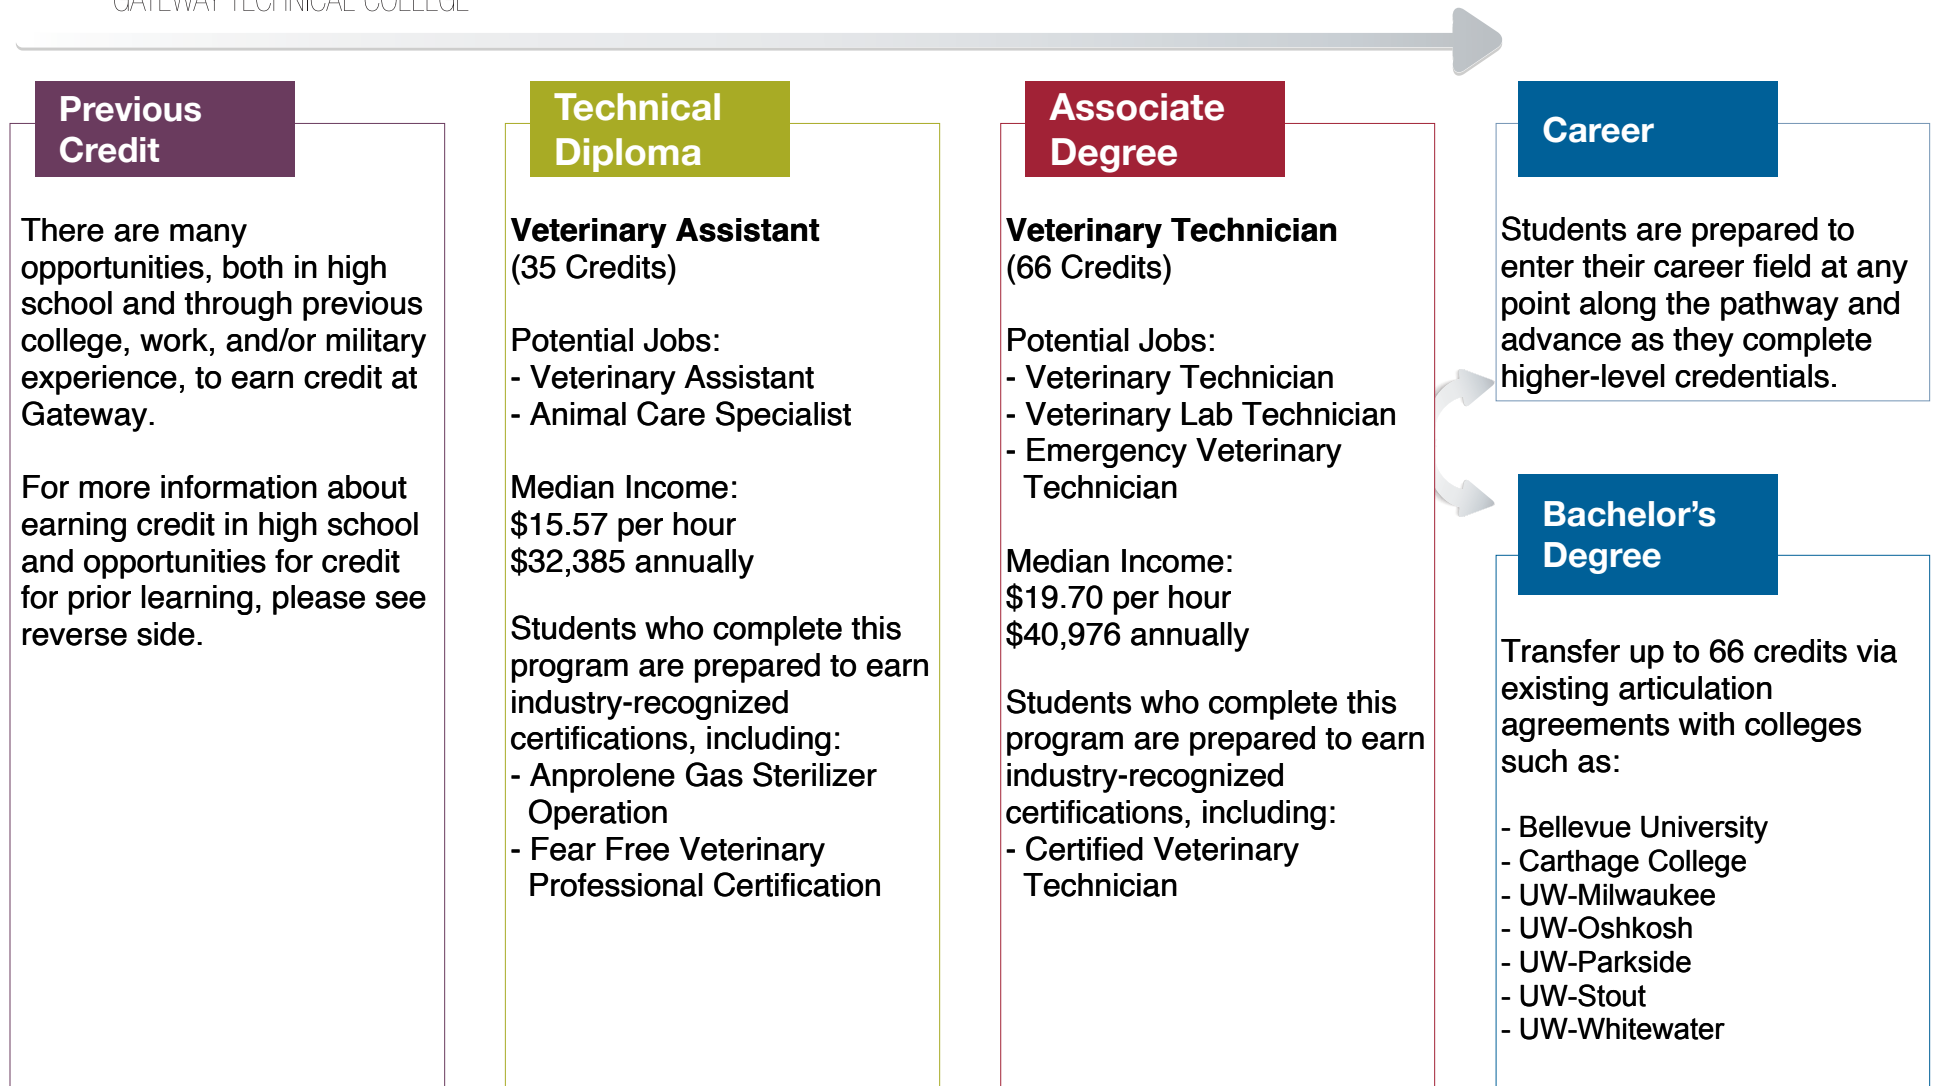 GATEWAY TECHNICAL COLLEGE
Previous
Credit
There are many
opportunities, both in high
school and through previous
college, work, and/or military
experience, to earn credit at
Gateway.
For more information about
earning credit in high school
and opportunities for credit
for prior learning, please see
reverse side.
Technical
Diploma
Veterinary Assistant
(35 Credits)
Potential Jobs:
- Veterinary Assistant
- Animal Care Specialist
Median Income:
$15.57 per hour
$32,385 annually
Students who complete this
program are prepared to earn
industry-recognized
certifications, including:
- Anprolene Gas Sterilizer
Operation
- Fear Free Veterinary
Professional Certification
Associate
Degree
Veterinary Technician
(66 Credits)
Potential Jobs:
- Veterinary Technician
- Veterinary Lab Technician
- Emergency Veterinary
Technician
Median Income:
$19.70 per hour
$40,976 annually
Students who complete this
program are prepared to earn
industry-recognized
certifications, including:
- Certified Veterinary
Technician
Career
Students are prepared to
enter their career field at any
point along the pathway and
advance as they complete
higher-level credentials.
Bachelor’s
Degree
Transfer up to 66 credits via
existing articulation
agreements with colleges
such as:
- Bellevue University
- Carthage College
- UW-Milwaukee
- UW-Oshkosh
- UW-Parkside
- UW-Stout
- UW-Whitewater